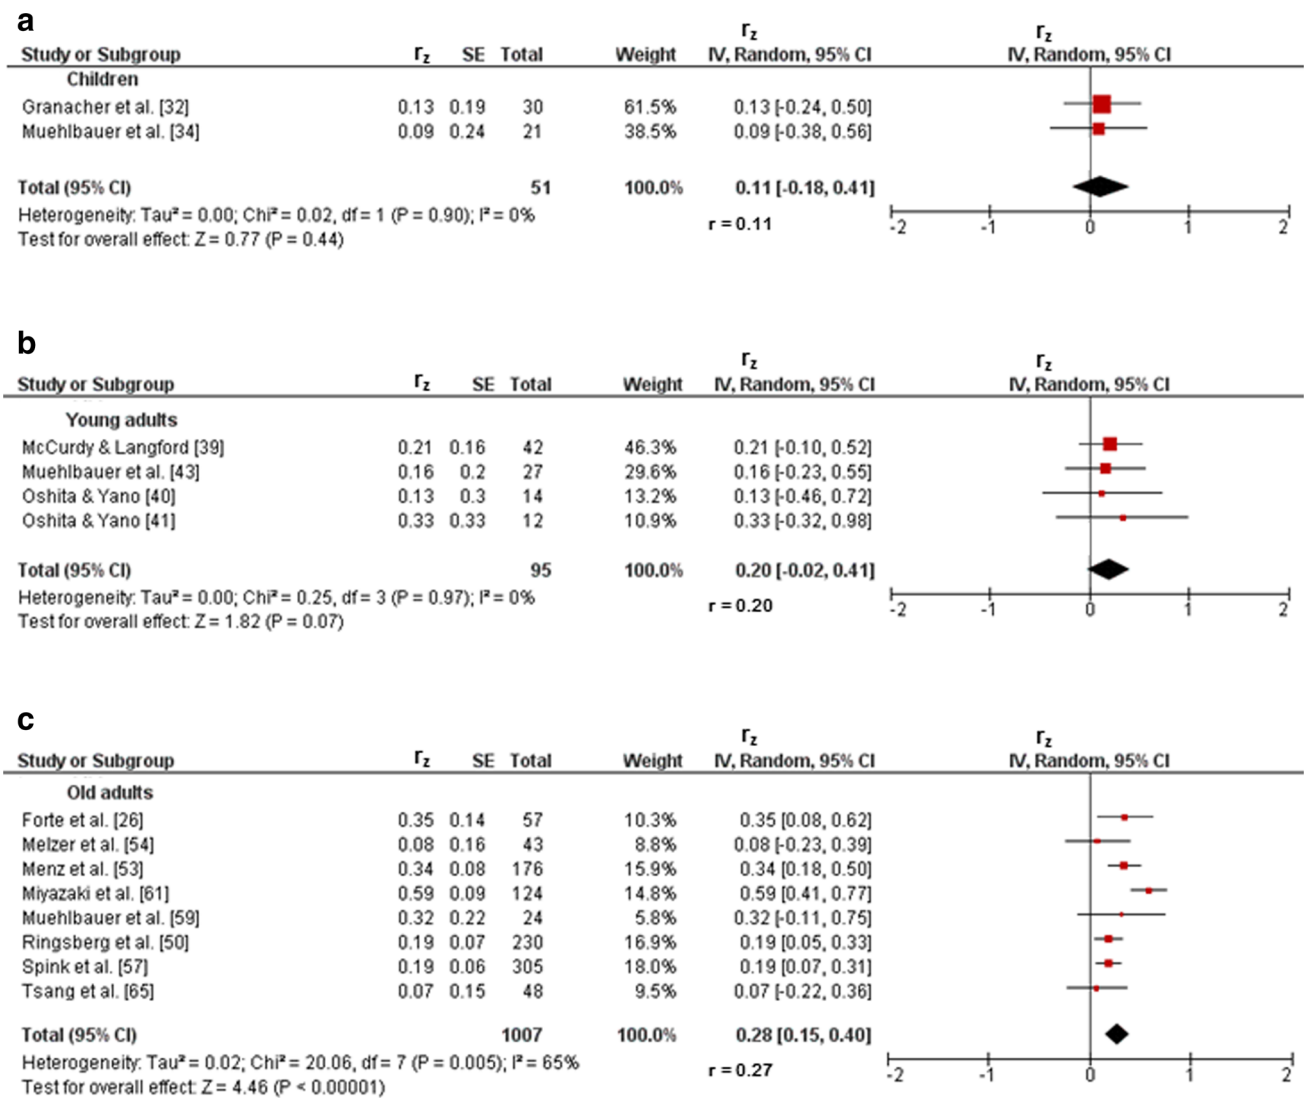 a
r_z r_z
Study or Subgroup r_z SE Total Weight IV, Random, 95% CI IV, Random, 95% CI
Children
Granacher et al. [32] 0.13 0.19 30 61.5% 0.13 [-0.24, 0.50]
Muehlbauer et al. [34] 0.09 0.24 21 38.5% 0.09 [-0.38, 0.56]
Total (95% CI) 51 100.0% 0.11 [-0.18, 0.41]
Heterogeneity: Tau² = 0.00; Chi² = 0.02, df = 1 (P = 0.90); I² = 0%
r = 0.11
-2 -1 0 1 2
Test for overall effect: Z = 0.77 (P = 0.44)
b
r_z r_z
Study or Subgroup r_z SE Total Weight IV, Random, 95% CI IV, Random, 95% CI
Young adults
McCurdy & Langford [39] 0.21 0.16 42 46.3% 0.21 [-0.10, 0.52]
Muehlbauer et al. [43] 0.16 0.2 27 29.6% 0.16 [-0.23, 0.55]
Oshita & Yano [40] 0.13 0.3 14 13.2% 0.13 [-0.46, 0.72]
Oshita & Yano [41] 0.33 0.33 12 10.9% 0.33 [-0.32, 0.98]
Total (95% CI) 95 100.0% 0.20 [-0.02, 0.41]
Heterogeneity: Tau² = 0.00; Chi² = 0.25, df = 3 (P = 0.97); I² = 0%
r = 0.20
-2 -1 0 1 2
Test for overall effect: Z = 1.82 (P = 0.07)
c
r_z r_z
Study or Subgroup r_z SE Total Weight IV, Random, 95% CI IV, Random, 95% CI
Old adults
Forte et al. [26] 0.35 0.14 57 10.3% 0.35 [0.08, 0.62]
Melzer et al. [54] 0.08 0.16 43 8.8% 0.08 [-0.23, 0.39]
Menz et al. [53] 0.34 0.08 176 15.9% 0.34 [0.18, 0.50]
Miyazaki et al. [61] 0.59 0.09 124 14.8% 0.59 [0.41, 0.77]
Muehlbauer et al. [59] 0.32 0.22 24 5.8% 0.32 [-0.11, 0.75]
Ringsberg et al. [50] 0.19 0.07 230 16.9% 0.19 [0.05, 0.33]
Spink et al. [57] 0.19 0.06 305 18.0% 0.19 [0.07, 0.31]
Tsang et al. [65] 0.07 0.15 48 9.5% 0.07 [-0.22, 0.36]
Total (95% CI) 1007 100.0% 0.28 [0.15, 0.40]
Heterogeneity: Tau² = 0.02; Chi² = 20.06, df = 7 (P = 0.005); I² = 65%
r = 0.27
-2 -1 0 1 2
Test for overall effect: Z = 4.46 (P < 0.00001)